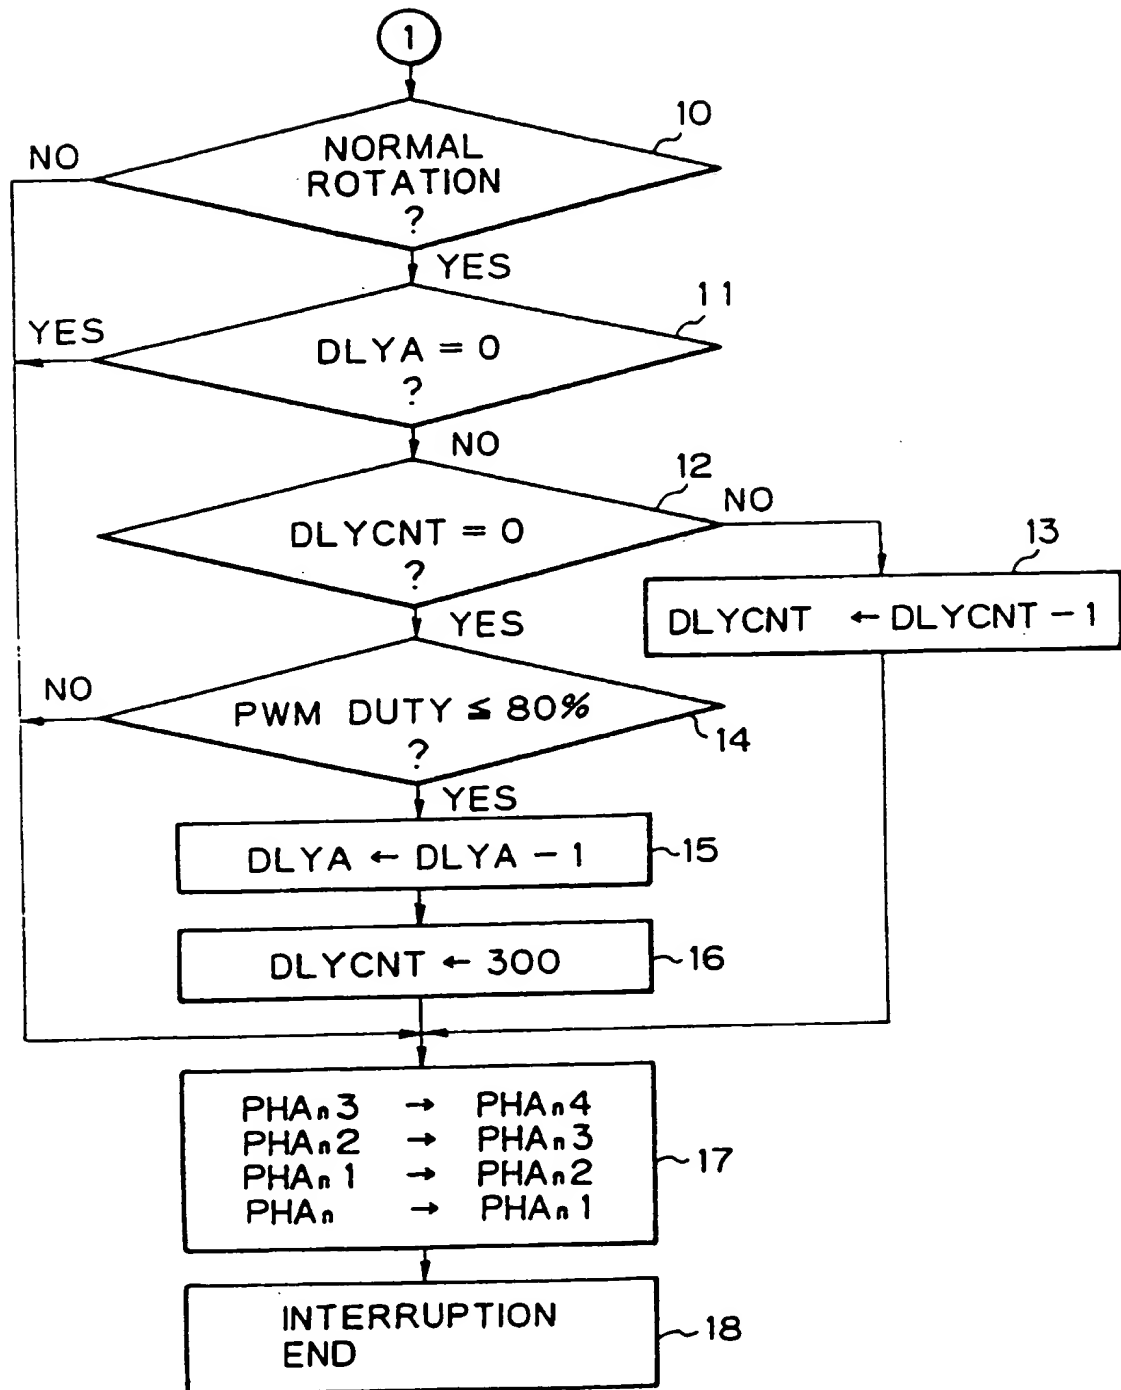 1
10
NO
NORMAL
ROTATION
?
YES
11
YES
DLYA = 0
?
NO
12
NO
DLYCNT = 0
?
13
DLYCNT ← DLYCNT - 1
YES
NO
PWM DUTY ≦ 80%
?
14
YES
DLYA ← DLYA - 1
15
DLYCNT ← 300
16
PHAn3 → PHAn4
PHAn2 → PHAn3
PHAn1 → PHAn2
PHAn → PHAn1
17
INTERRUPTION
END
18